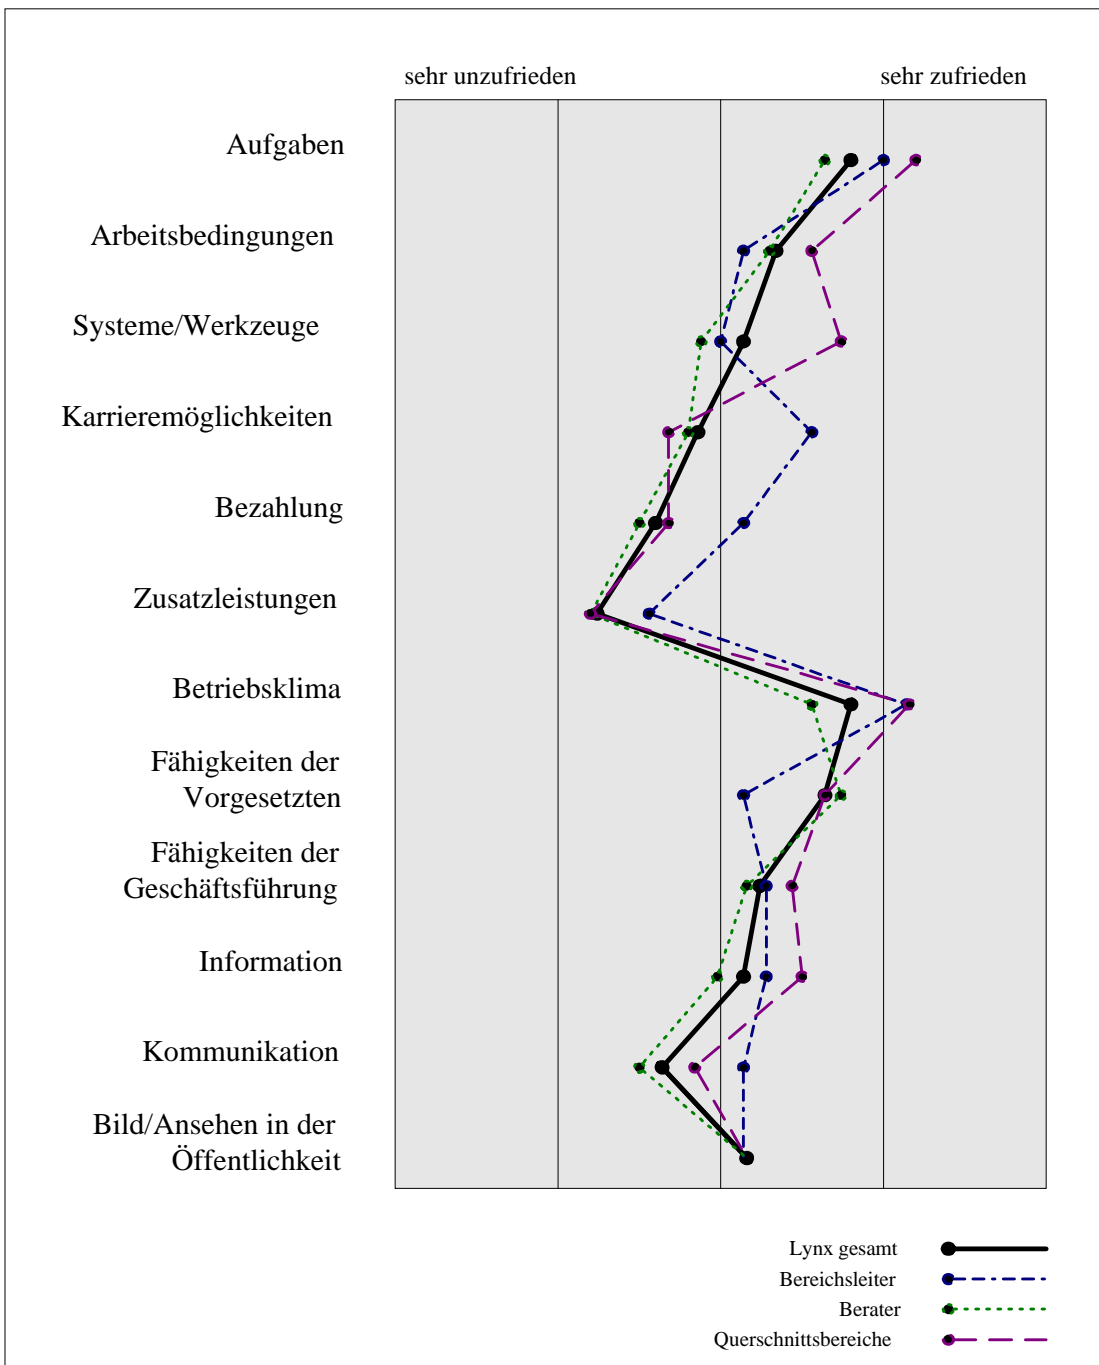 sehr unzufrieden
sehr zufrieden
Aufgaben
Arbeitsbedingungen
Systeme/Werkzeuge
Karrieremöglichkeiten
Bezahlung
Zusatzleistungen
Betriebsklima
Fähigkeiten der
Vorgesetzten
Fähigkeiten der
Geschäftsführung
Information
Kommunikation
Bild/Ansehen in der
Öffentlichkeit
Lynx gesamt
Bereichsleiter
Berater
Querschnittsbereiche